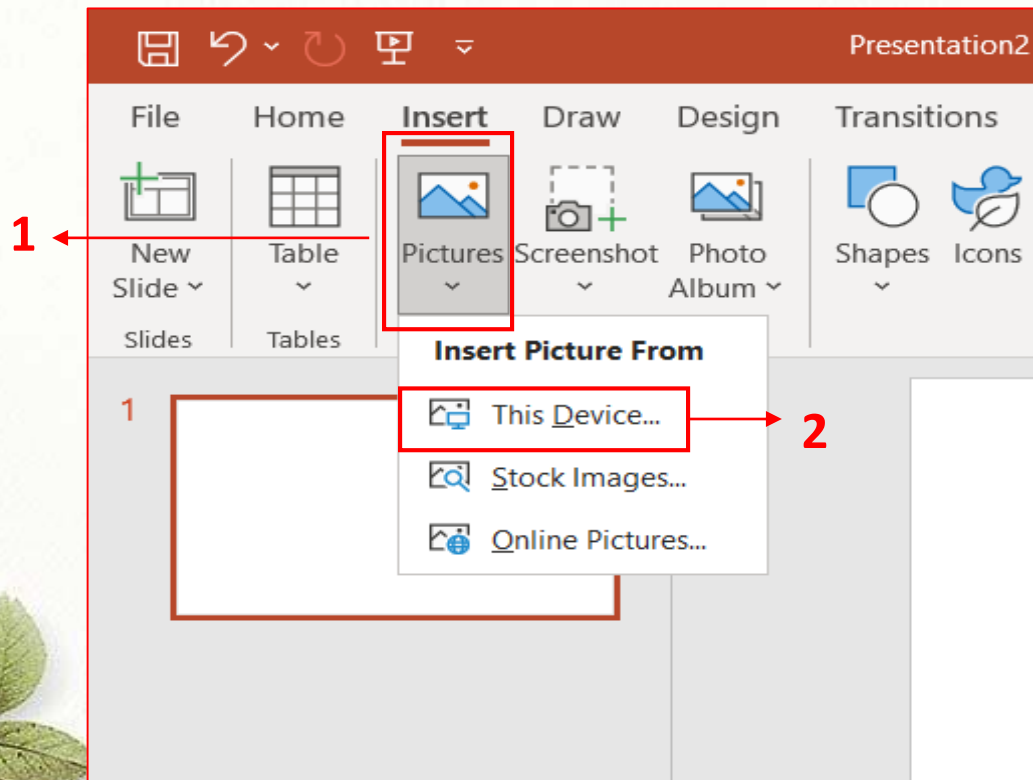 Presentation2
File Home Insert Draw Design Transitions
New Slide
Table
Pictures
Screenshot
Photo Album
Shapes
Icons
Slides
Tables
1
Insert Picture From
This Device...
2
Stock Images...
Online Pictures...
1